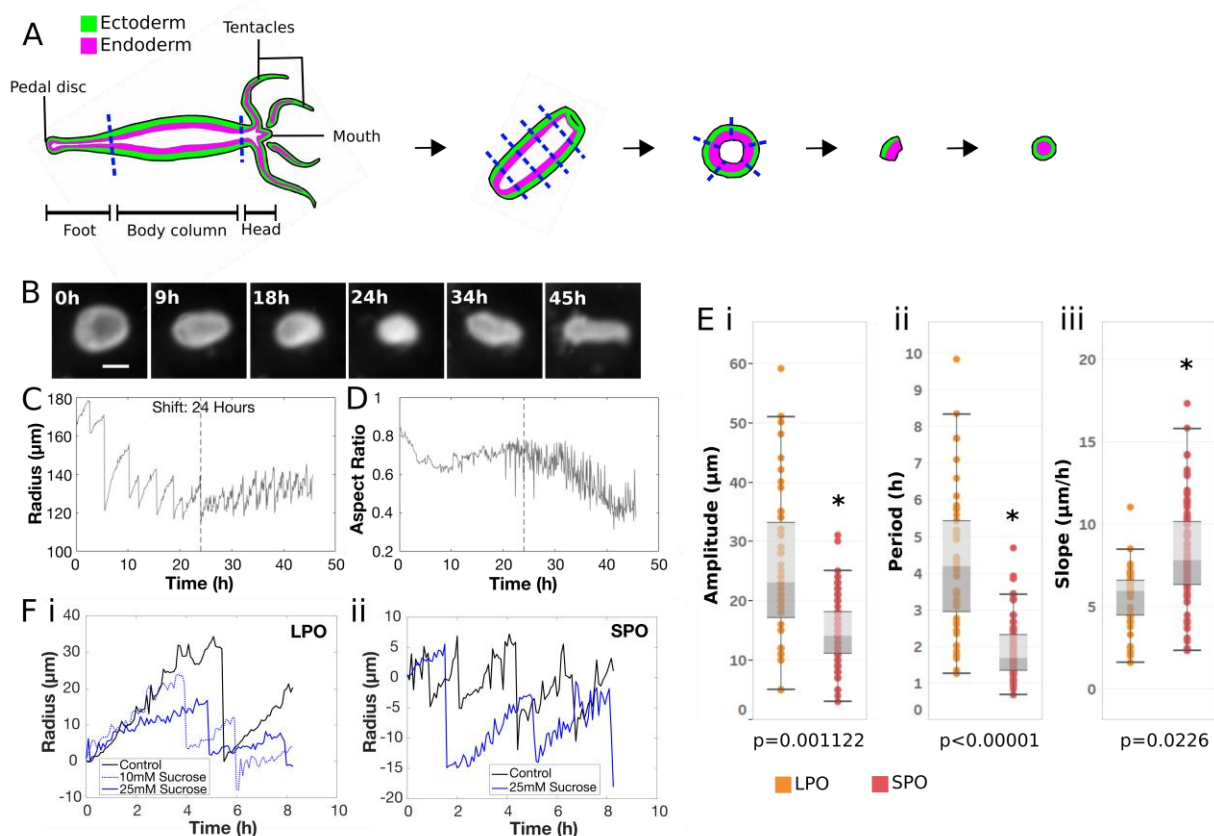 A
Ectoderm
Endoderm
Tentacles
Pedal disc
Mouth
Foot
Body column
Head
B
0h
9h
18h
24h
34h
45h
C
Shift: 24 Hours
Radius (µm)
180
160
140
120
100
0 10 20 30 40 50
Time (h)
D
Aspect Ratio
1
0.8
0.6
0.4
0.2
0 10 20 30 40 50
Time (h)
E i
Amplitude (µm)
60
50
40
30
20
10
0
*
p=0.001122
ii
Period (h)
10
9
8
7
6
5
4
3
2
1
0
*
p<0.00001
iii
Slope (µm/h)
20
15
10
5
0
*
p=0.0226
LPO
SPO
F i
LPO
Radius (µm)
40
30
20
10
0
-10
Control
10mM Sucrose
25mM Sucrose
0 2 4 6 8 10
Time (h)
ii
SPO
Radius (µm)
10
5
0
-5
-10
-15
-20
Control
25mM Sucrose
0 2 4 6 8 10
Time (h)